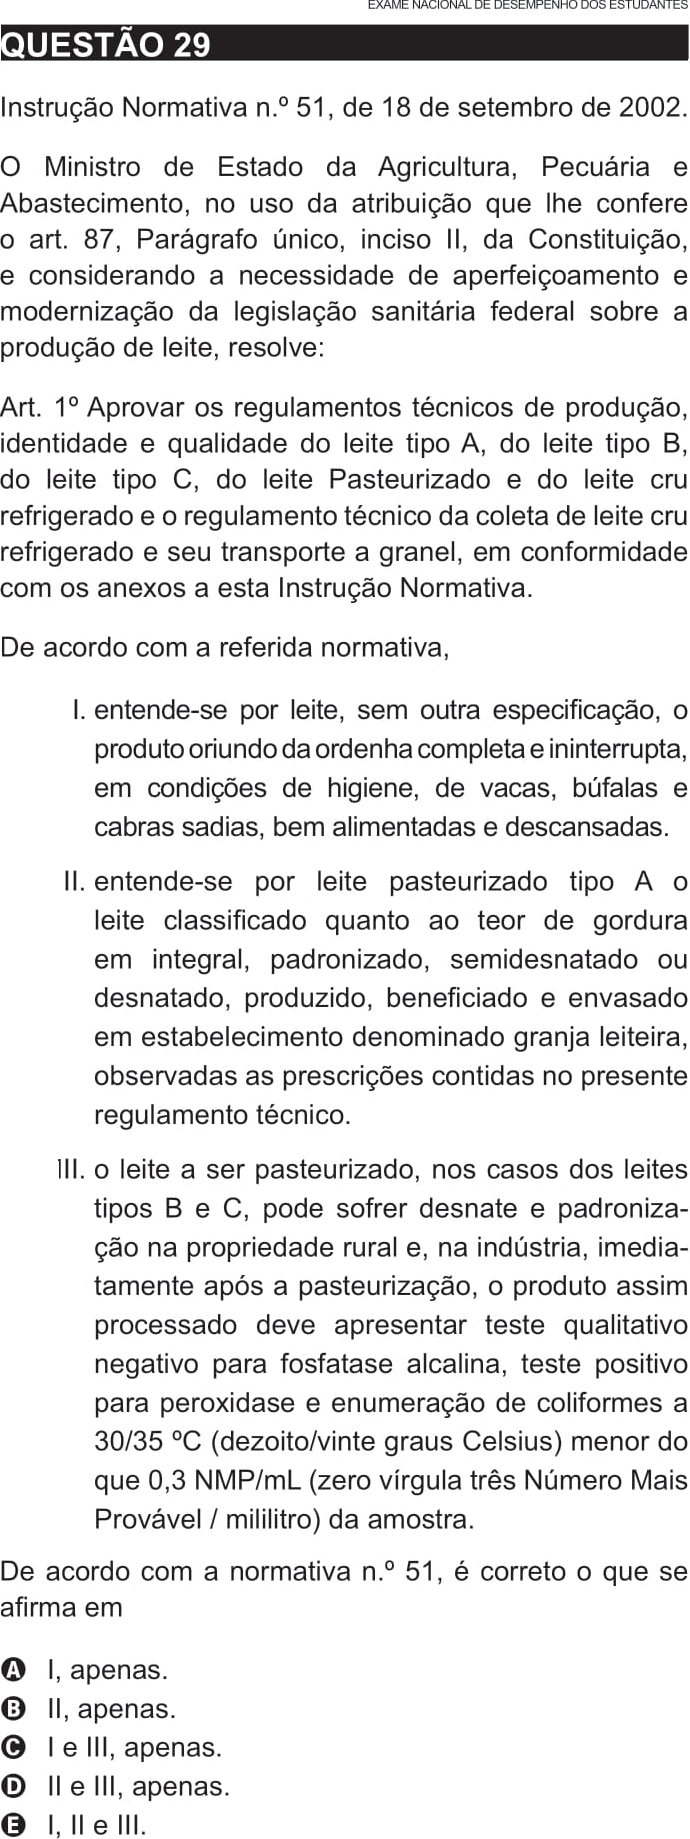 EXAME NACIONAL DE DESEMPENHO DOS ESTUDANTES
QUESTÃO 29
Instrução Normativa n.º 51, de 18 de setembro de 2002.
O Ministro de Estado da Agricultura, Pecuária e
Abastecimento, no uso da atribuição que lhe confere
o art. 87, Parágrafo único, inciso II, da Constituição,
e considerando a necessidade de aperfeiçoamento e
modernização da legislação sanitária federal sobre a
produção de leite, resolve:
Art. 1º Aprovar os regulamentos técnicos de produção,
identidade e qualidade do leite tipo A, do leite tipo B,
do leite tipo C, do leite Pasteurizado e do leite cru
refrigerado e o regulamento técnico da coleta de leite cru
refrigerado e seu transporte a granel, em conformidade
com os anexos a esta Instrução Normativa.
De acordo com a referida normativa,
I. entende-se por leite, sem outra especificação, o
produto oriundo da ordenha completa e ininterrupta,
em condições de higiene, de vacas, búfalas e
cabras sadias, bem alimentadas e descansadas.
II. entende-se por leite pasteurizado tipo A o
leite classificado quanto ao teor de gordura
em integral, padronizado, semidesnatado ou
desnatado, produzido, beneficiado e envasado
em estabelecimento denominado granja leiteira,
observadas as prescrições contidas no presente
regulamento técnico.
III. o leite a ser pasteurizado, nos casos dos leites
tipos B e C, pode sofrer desnate e padroniza-
ção na propriedade rural e, na indústria, imedia-
tamente após a pasteurização, o produto assim
processado deve apresentar teste qualitativo
negativo para fosfatase alcalina, teste positivo
para peroxidase e enumeração de coliformes a
30/35 ºC (dezoito/vinte graus Celsius) menor do
que 0,3 NMP/mL (zero vírgula três Número Mais
Provável / mililitro) da amostra.
De acordo com a normativa n.º 51, é correto o que se
afirma em
A I, apenas.
B II, apenas.
C I e III, apenas.
D II e III, apenas.
E I, II e III.